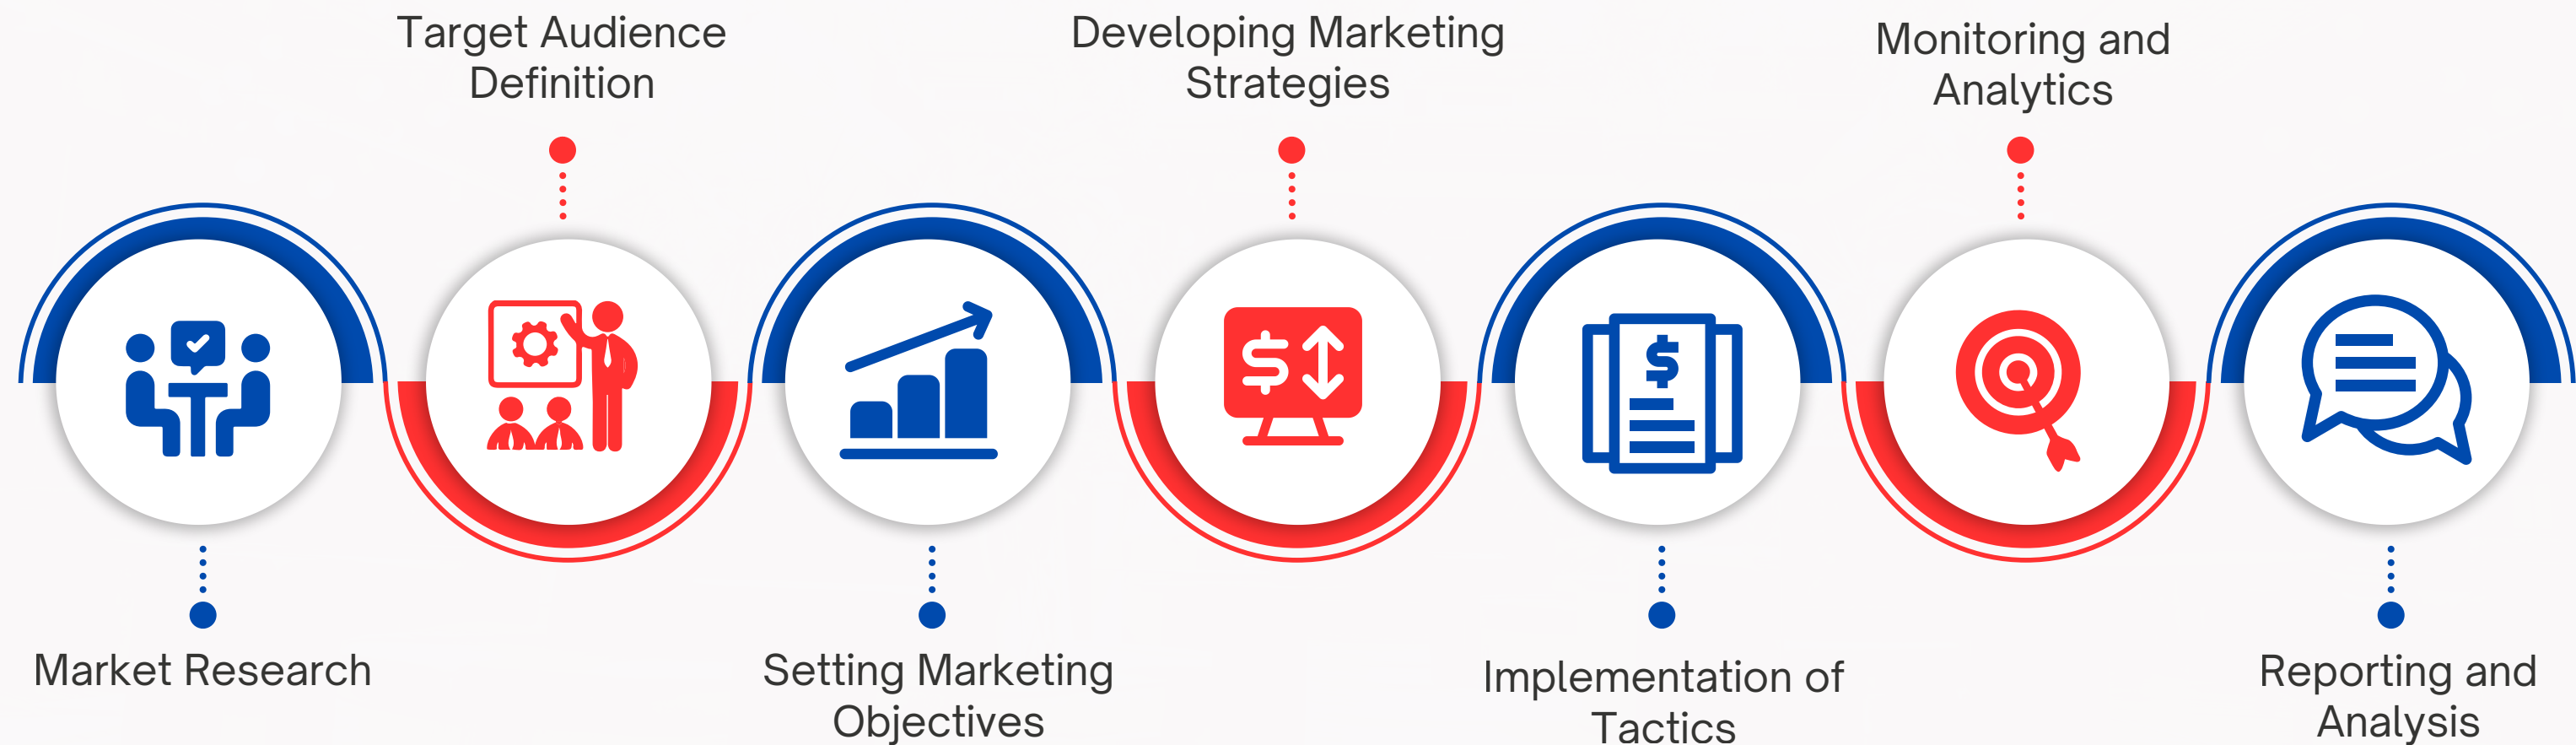 Market Research
Target Audience
Definition
Setting Marketing
Objectives
Developing Marketing
Strategies
$
Implementation of
Tactics
$
Monitoring and
Analytics
Reporting and
Analysis